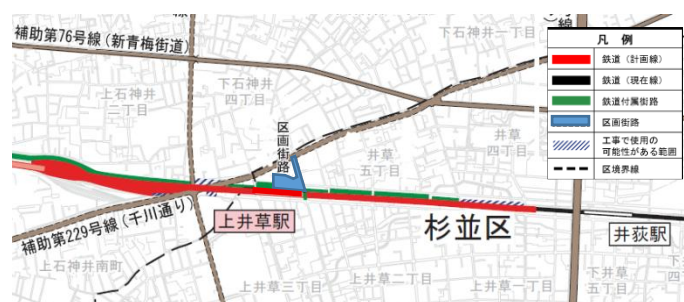 補助第76号線（新青梅街道）
下石神井一丁目
凡 例
鉄道（計画線）
鉄道（現在線）
鉄道付属街路
区画街路
工事で使用の
可能性がある範囲
区境界線
上石神井
二丁目
下石神井
四丁目
区画街路
井草
五丁目
井草
四丁目
補助第229号線（千川通り）
上井草駅
杉並区
井荻駅
上石神井南町
上井草三丁目
上井草二丁目
上井草一丁目
下井草
五丁目